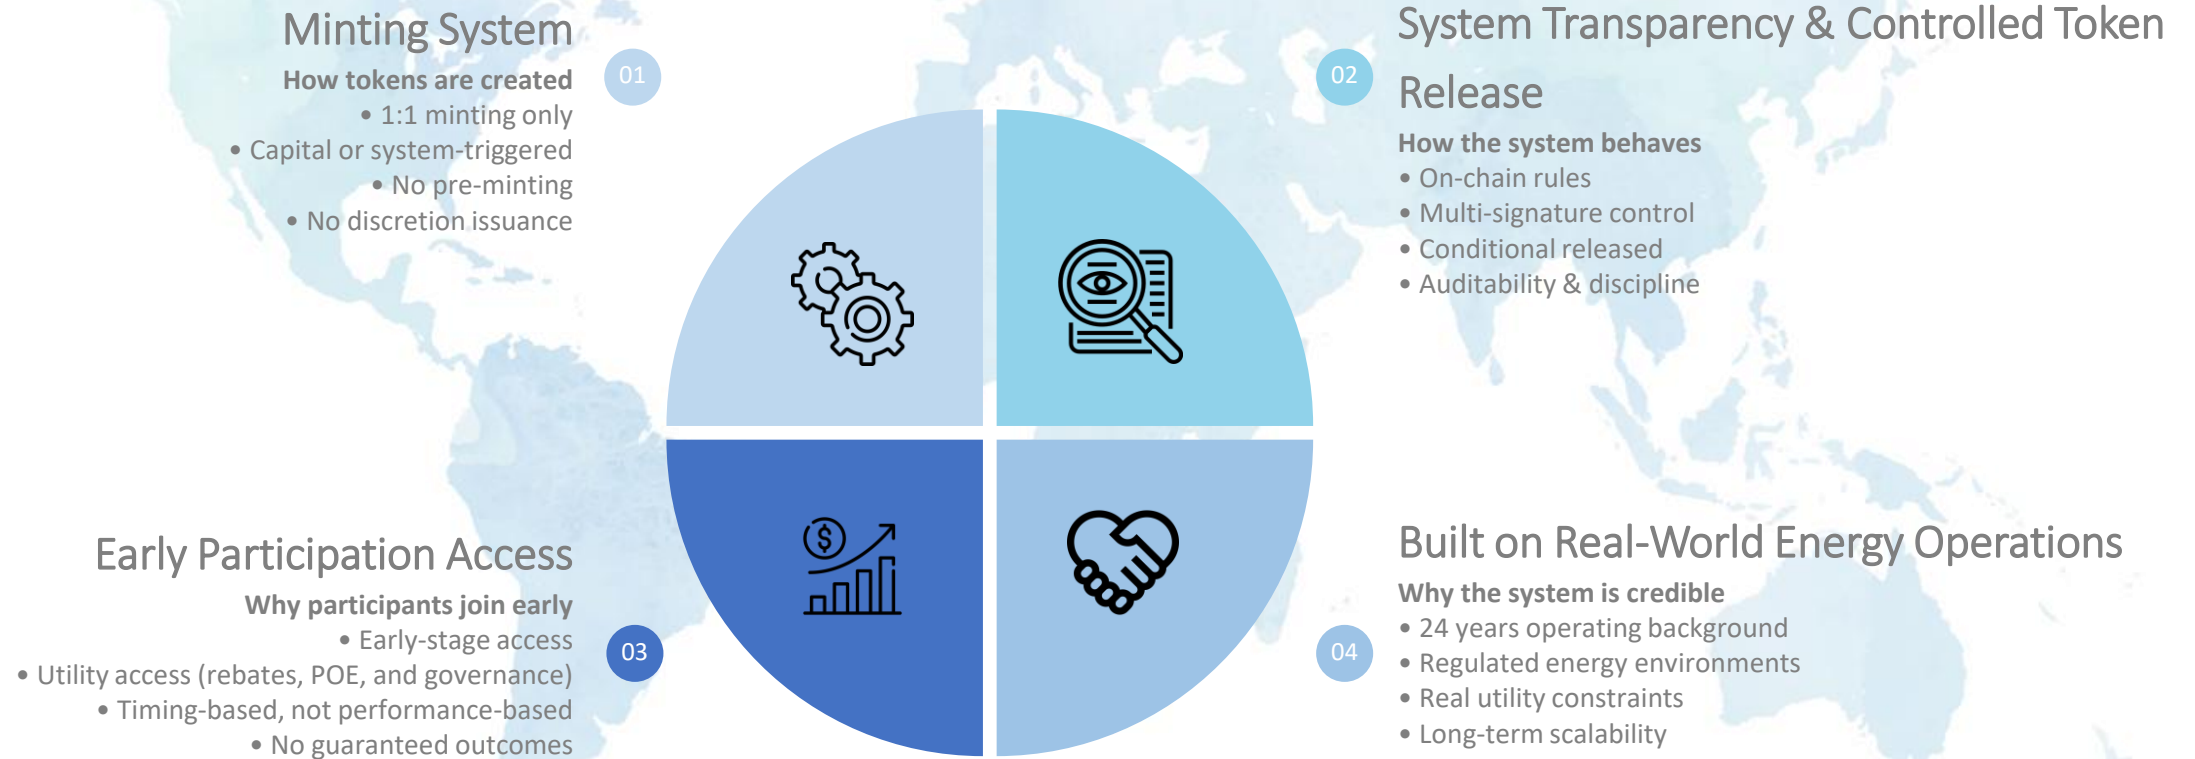 Minting System
How tokens are created
• 1:1 minting only
• Capital or system-triggered
• No pre-minting
• No discretion issuance
01
02
System Transparency & Controlled Token
Release
How the system behaves
• On-chain rules
• Multi-signature control
• Conditional released
• Auditability & discipline
$
Early Participation Access
Why participants join early
• Early-stage access
• Utility access (rebates, POE, and governance)
• Timing-based, not performance-based
• No guaranteed outcomes
03
04
Built on Real-World Energy Operations
Why the system is credible
• 24 years operating background
• Regulated energy environments
• Real utility constraints
• Long-term scalability